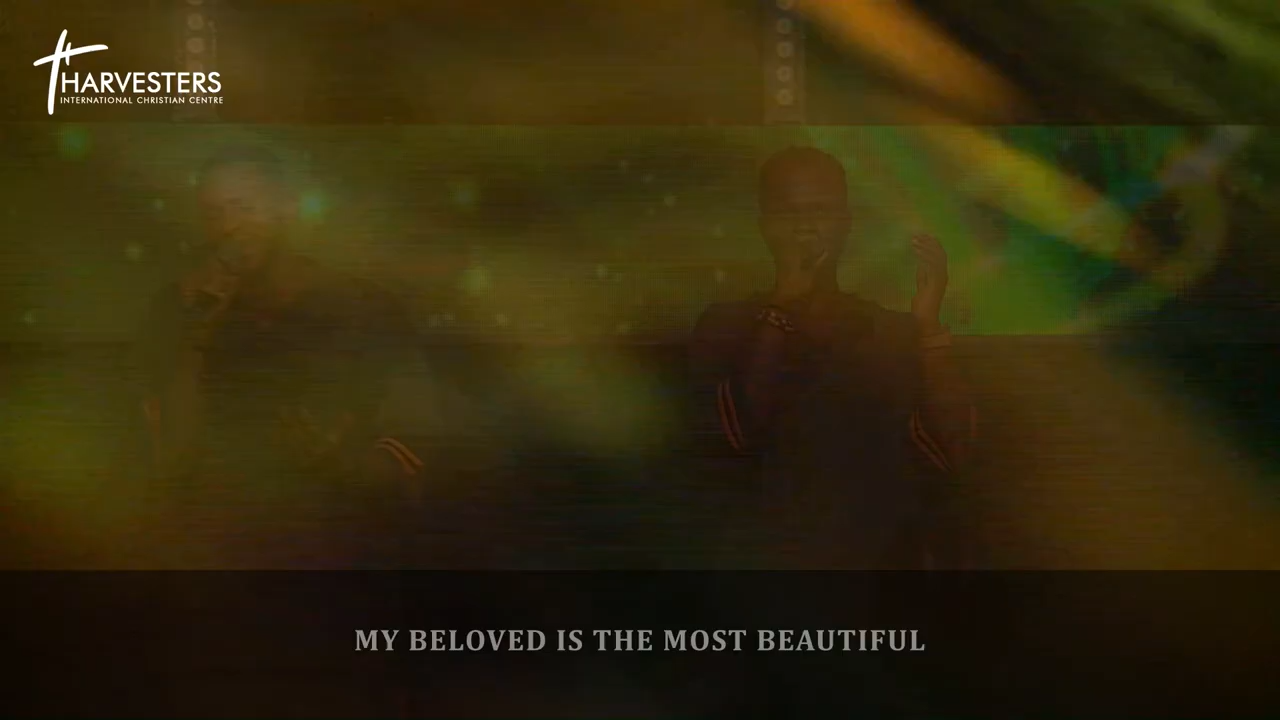 HARVESTERS
INTERNATIONAL CHRISTIAN CENTRE
MY BELOVED IS THE MOST BEAUTIFUL